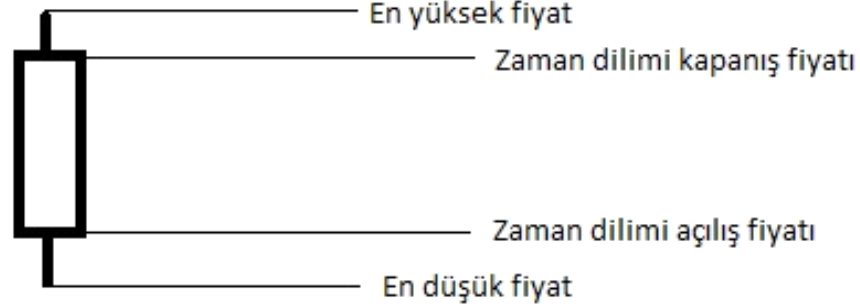 En yüksek fiyat
Zaman dilimi kapanış fiyatı
Zaman dilimi açılış fiyatı
En düşük fiyat